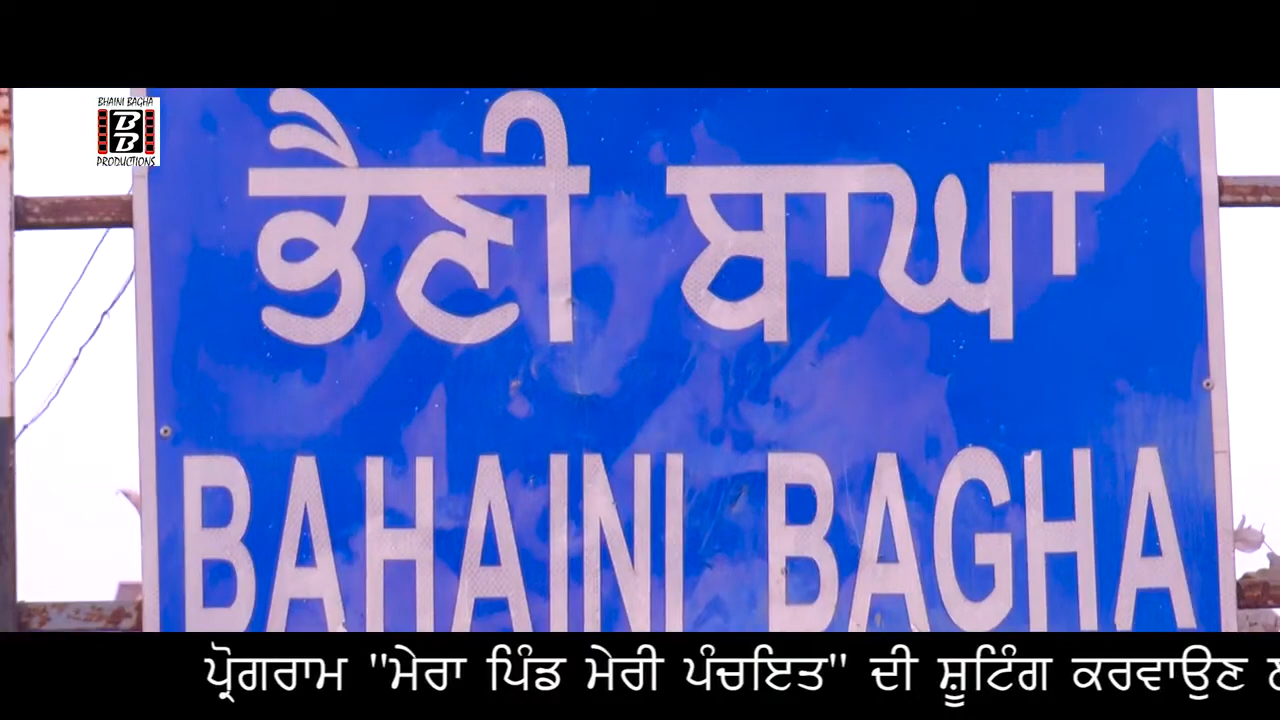 BHAINI BAGHA
BB
PRODUCTIONS
ਭੈਣੀ ਬਾਘਾ
BAHAINI BAGHA
ਪ੍ਰੋਗਰਾਮ "ਮੇਰਾ ਪਿੰਡ ਮੇਰੀ ਪੰਚਾਇਤ" ਦੀ ਸ਼ੂਟਿੰਗ ਕਰਵਾਉਣ